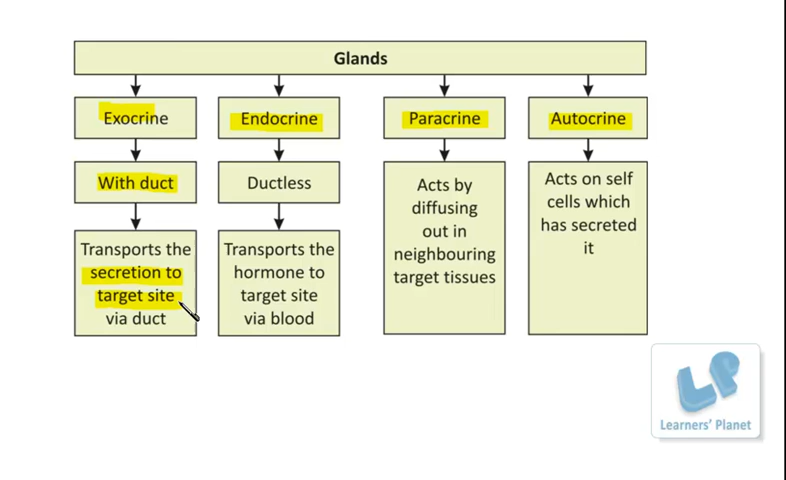 Glands
Exocrine
Endocrine
Paracrine
Autocrine
With duct
Ductless
Transports the
secretion to
target site
via duct
Transports the
hormone to
target site
via blood
Acts by
diffusing
out in
neighbouring
target tissues
Acts on self
cells which
has secreted
it
LP
Learners' Planet